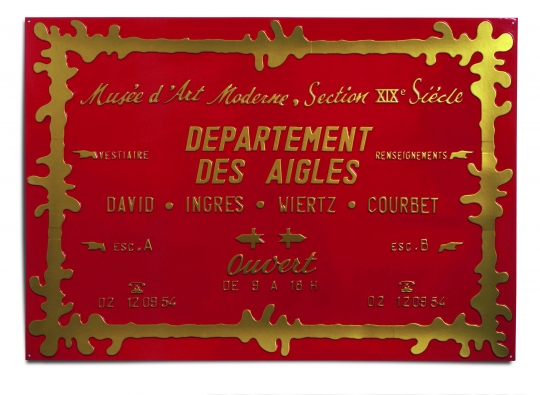 Musée d'Art Moderne, Section XIXe Siécle
DEPARTEMENT
DES AIGLES
VESTIAIRE
RENSEIGNEMENTS
DAVID • INGRES • WIERTZ • COURBET
ESC. A
ESC. B
Ouvert
DE 9 A 16 H
02 12 09 54
02 12 09 54